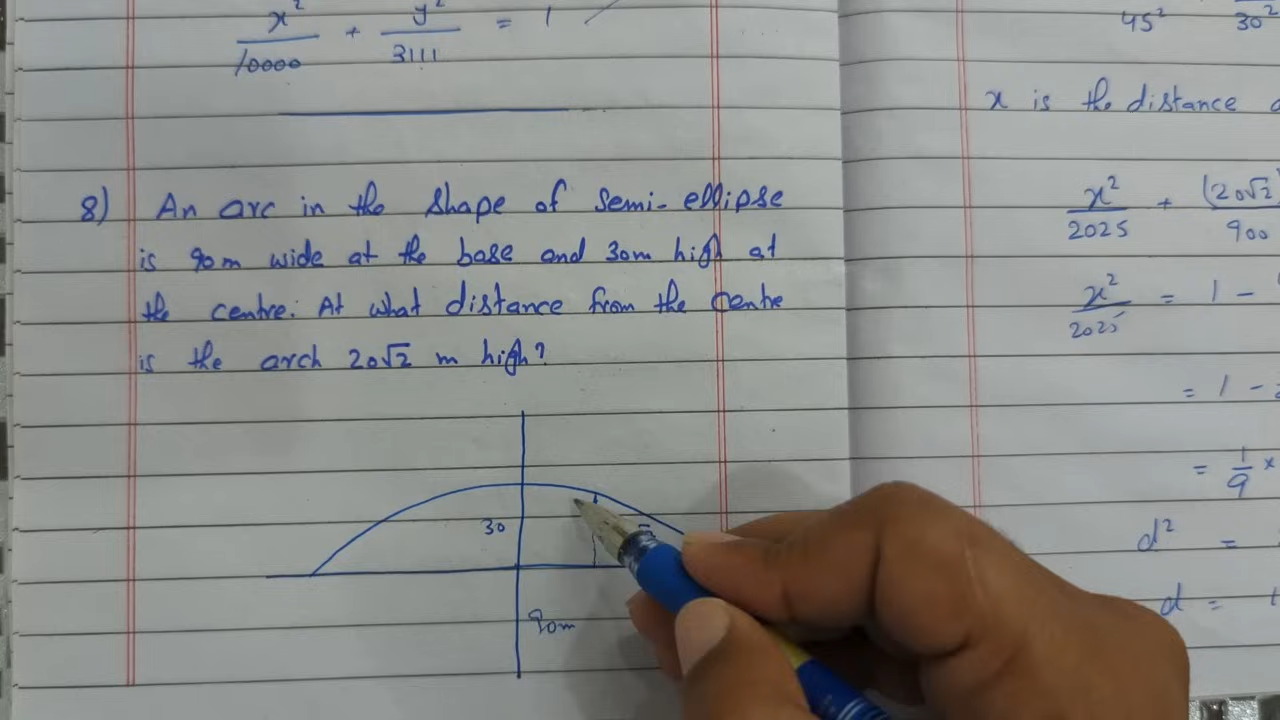 x²/10000 + y²/3111 = 1
8) An arc in the shape of semi-ellipse
is 90m wide at the base and 30m high at
the centre. At what distance from the centre
is the arch 20√2 m high?
30
90m
45² 30²
x is the distance
x²/2025 + (20√2)/900
x²/2025 = 1 -
= 1 -
= 1/9 ×
d² =
d = 1